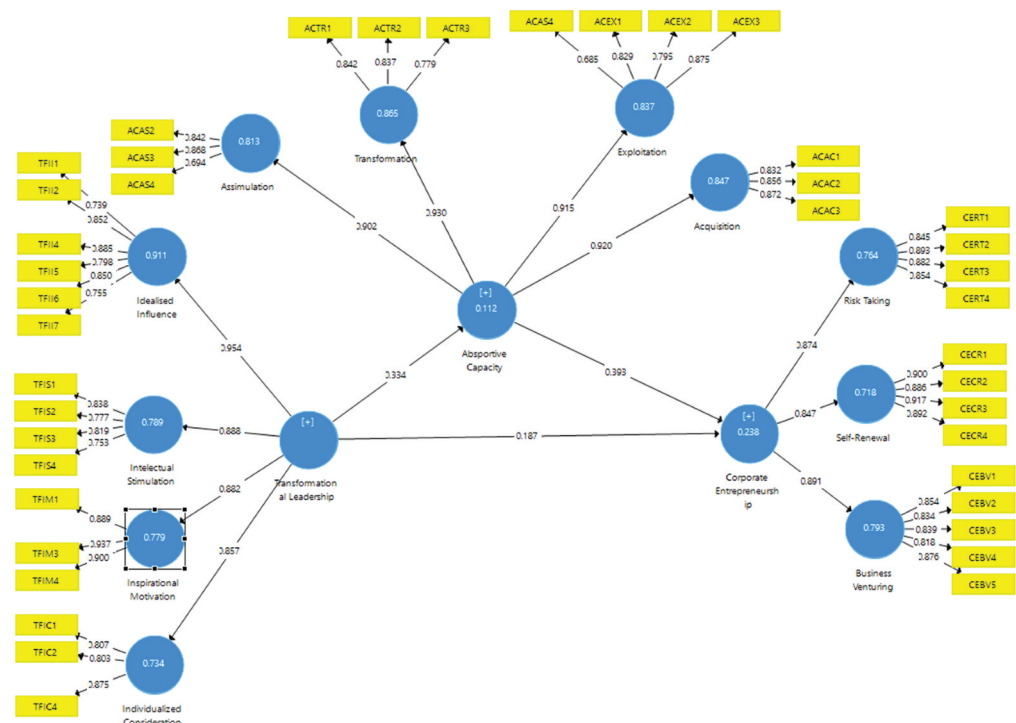 ACTR1 ACTR2 ACTR3
ACAS4 ACEX1 ACEX2 ACEX3
0.842 0.837 0.779
0.685 0.829 0.795 0.875
0.865
Transformation
0.837
Exploitation
ACAS2
ACAS3
ACAS4
0.842
0.868
0.694
0.813
Assimilation
0.847
Acquisition
0.832
0.856
0.872
ACAC1
ACAC2
ACAC3
TFII1
TFII2
TFII4
TFII5
TFII6
TFII7
0.739
0.852
0.885
0.798
0.850
0.755
0.911
Idealised
Influence
0.902
0.930
0.915
0.920
[+]
0.112
Absportive
Capacity
0.764
Risk Taking
0.845
0.893
0.882
0.854
CERT1
CERT2
CERT3
CERT4
0.954
0.334
0.393
0.874
TFIS1
TFIS2
TFIS3
TFIS4
0.838
0.777
0.819
0.753
0.789
Intelectual
Stimulation
0.888
[+]
Transformation
al Leadership
0.187
[+]
0.238
Corporate
Entrepreneursh
ip
0.847
0.718
Self-Renewal
0.900
0.886
0.917
0.892
CECR1
CECR2
CECR3
CECR4
TFIM1
TFIM3
TFIM4
0.889
0.937
0.900
0.779
Inspirational
Motivation
0.882
0.857
0.891
0.793
Business
Venturing
0.854
0.834
0.839
0.818
0.876
CEBV1
CEBV2
CEBV3
CEBV4
CEBV5
TFIC1
TFIC2
TFIC4
0.807
0.803
0.875
0.734
Individualized
Consideration